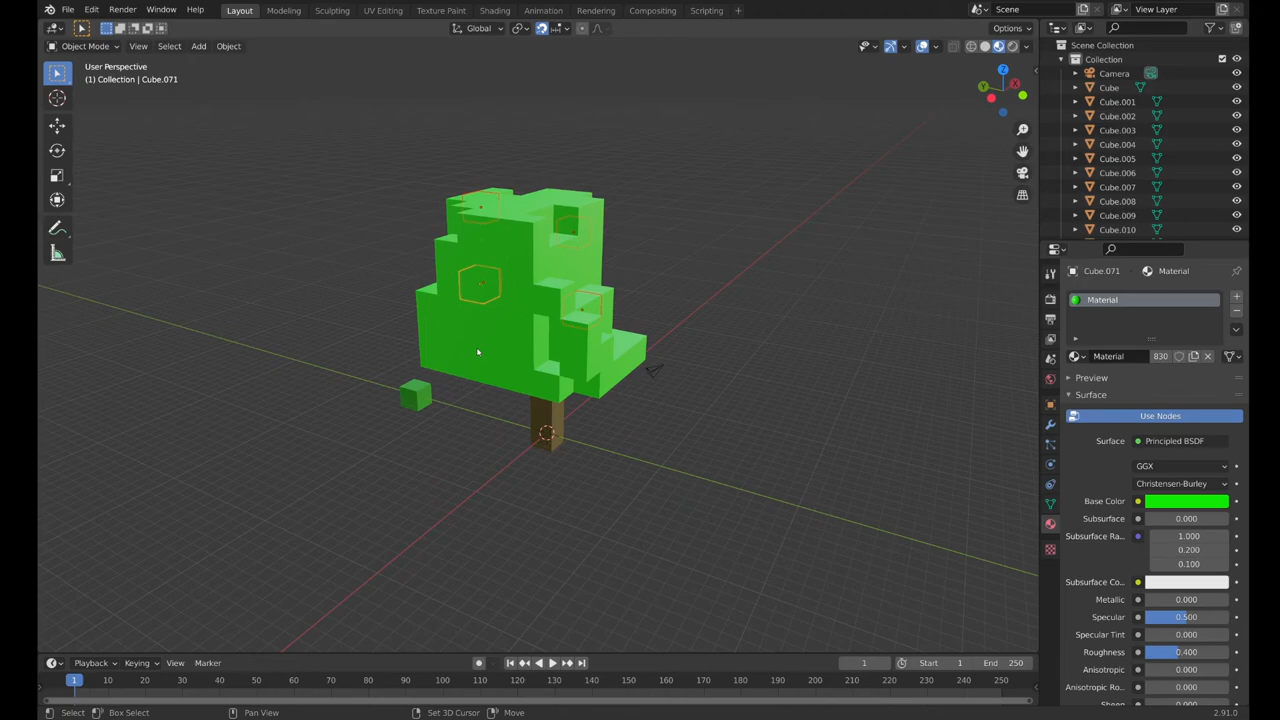 File Edit Render Window Help Layout Modeling Sculpting UV Editing Texture Paint Shading Animation Rendering Compositing Scripting + Scene View Layer
Global Options
Object Mode View Select Add Object
User Perspective
(1) Collection | Cube.071
Z
X
Y
Scene Collection
Collection
Camera
Cube
Cube.001
Cube.002
Cube.003
Cube.004
Cube.005
Cube.006
Cube.007
Cube.008
Cube.009
Cube.010
Cube.071 Material
Material
Material 830
Preview
Surface
Use Nodes
Surface Principled BSDF
GGX
Christensen-Burley
Base Color
Subsurface 0.000
Subsurface Ra... 1.000
0.200
0.100
Subsurface Co...
Metallic 0.000
Specular 0.500
Specular Tint 0.000
Roughness 0.400
Anisotropic 0.000
Anisotropic Ro... 0.000
Playback Keying View Marker 1 Start 1 End 250
1 10 20 30 40 50 60 70 80 90 100 110 120 130 140 150 160 170 180 190 200 210 220 230 240 250
Select Box Select Pan View Set 3D Cursor Move 2.91.0